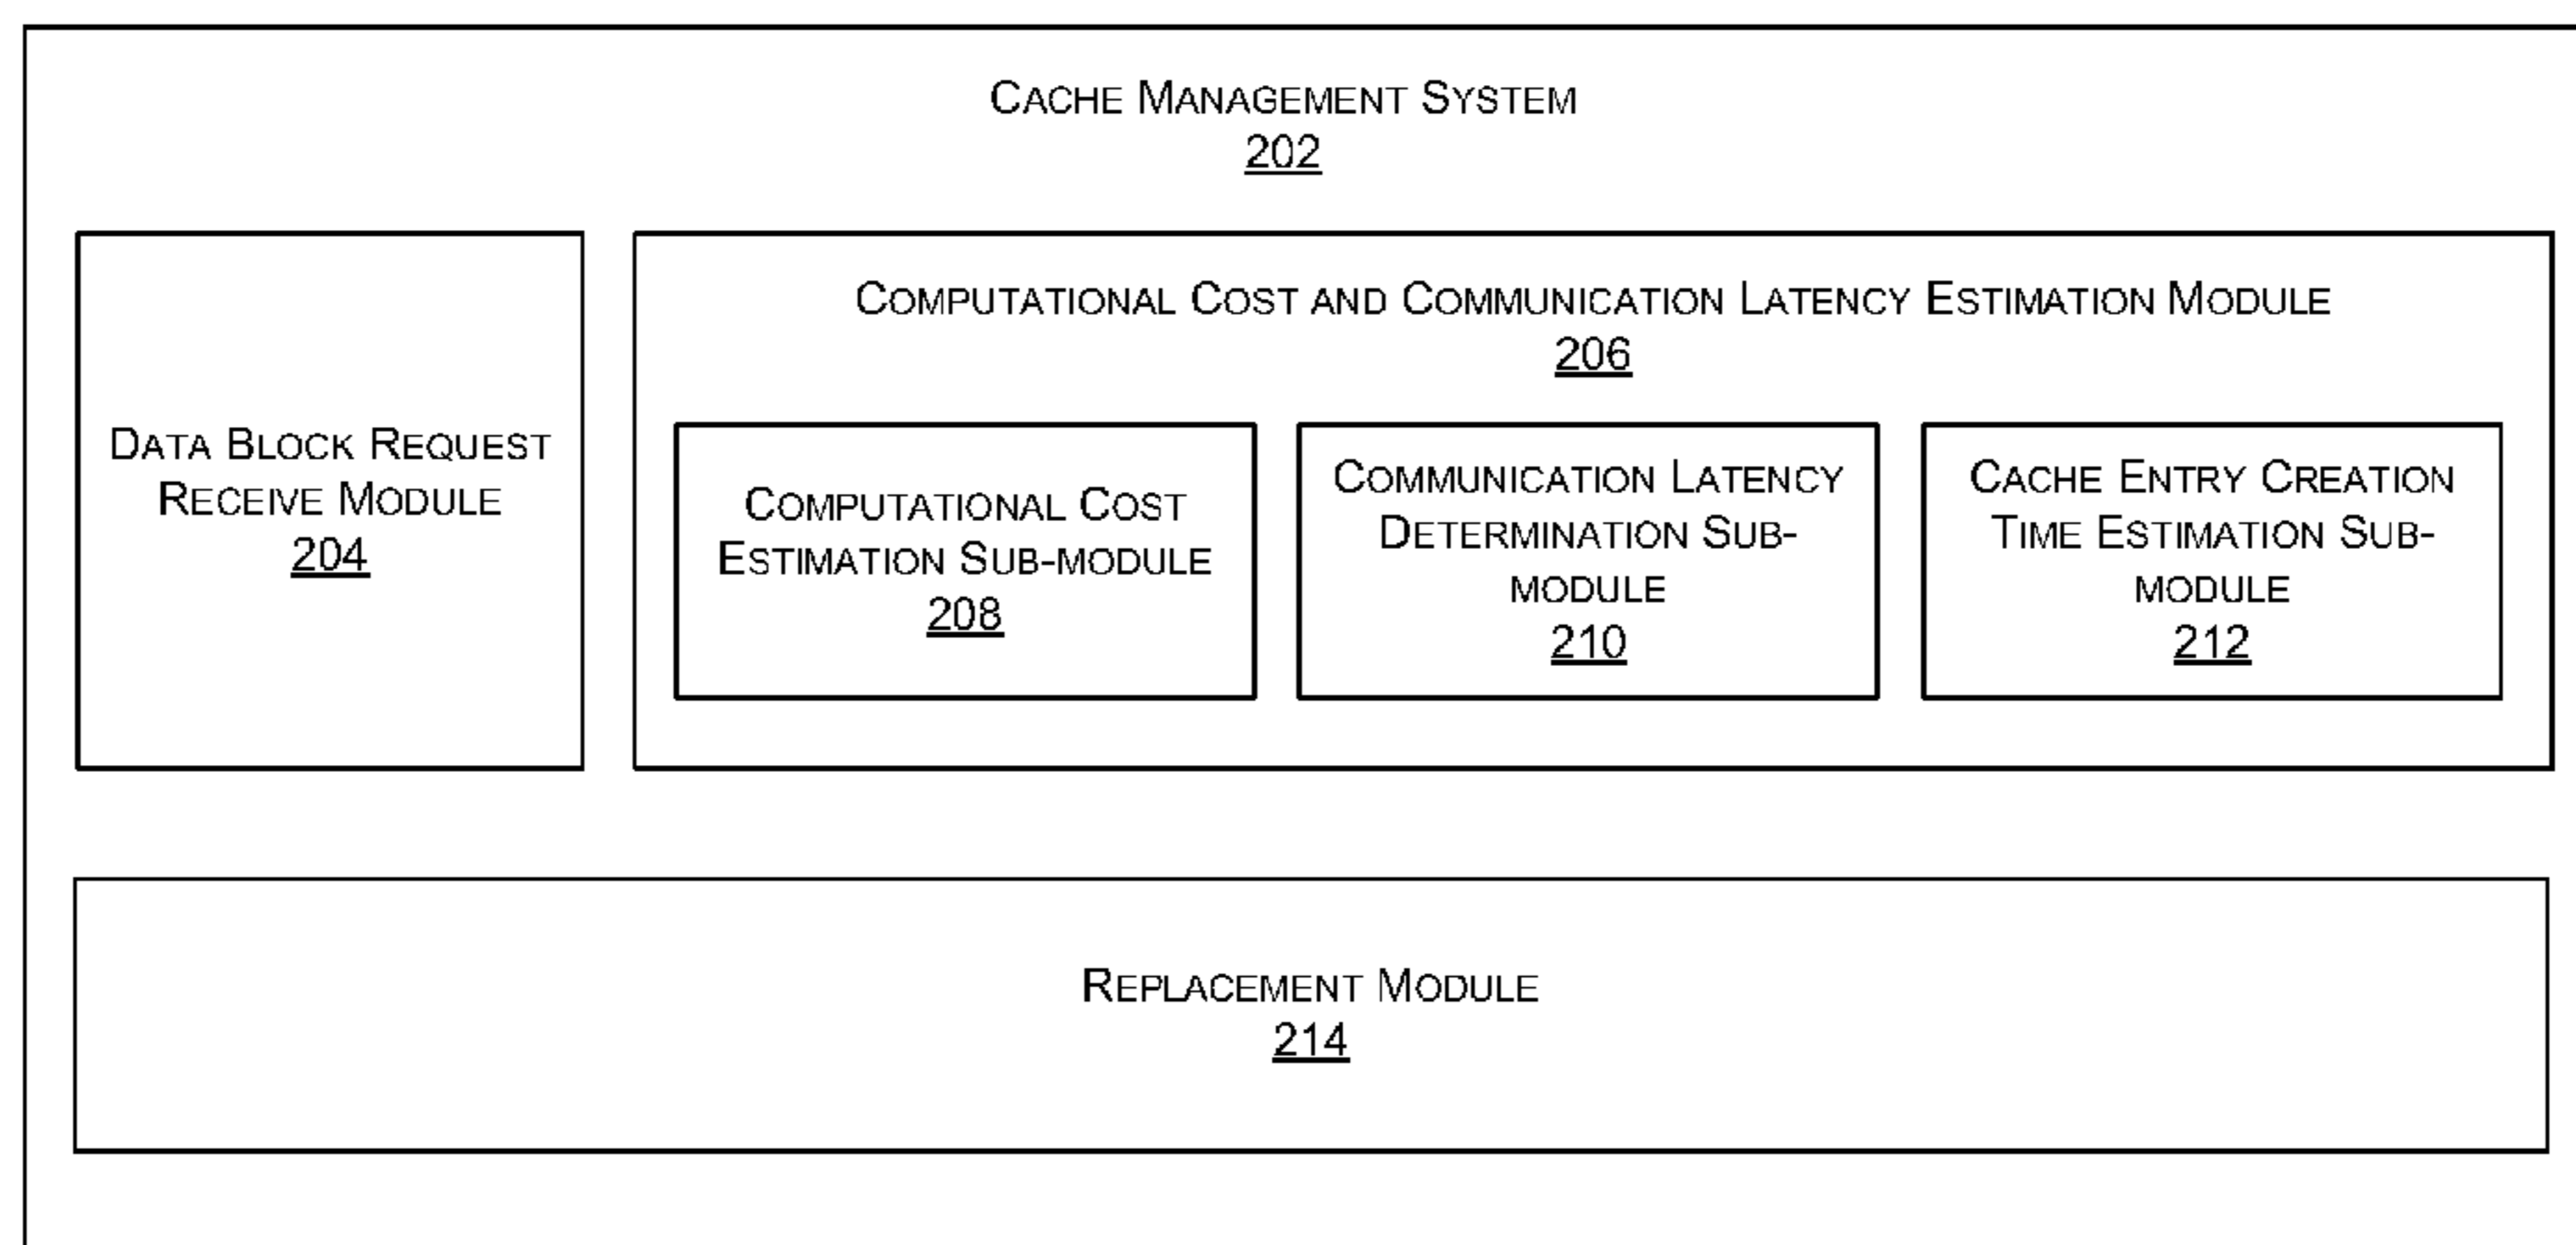 CACHE MANAGEMENT SYSTEM
202
DATA BLOCK REQUEST
RECEIVE MODULE
204
COMPUTATIONAL COST AND COMMUNICATION LATENCY ESTIMATION MODULE
206
COMPUTATIONAL COST
ESTIMATION SUB-MODULE
208
COMMUNICATION LATENCY
DETERMINATION SUB-
MODULE
210
CACHE ENTRY CREATION
TIME ESTIMATION SUB-
MODULE
212
REPLACEMENT MODULE
214